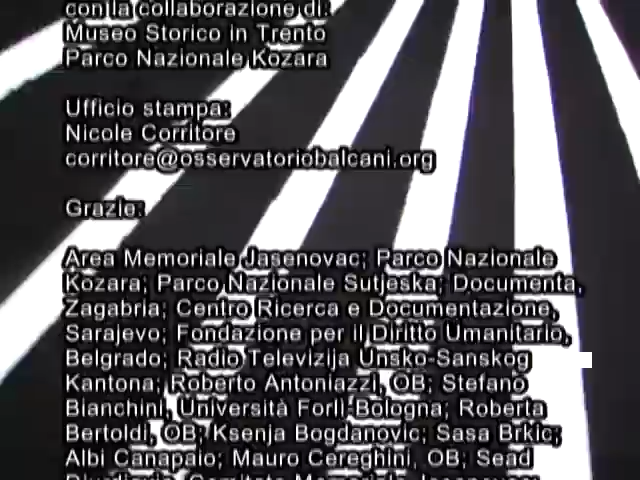 con la collaborazione di:
Museo Storico in Trento
Parco Nazionale Kozara
Ufficio stampa:
Nicole Corritore
corritore@osservatoriobalcani.org
Grazie:
Area Memoriale Jasenovac; Parco Nazionale
Kozara; Parco Nazionale Sutjeska; Documenta,
Zagabria; Centro Ricerca e Documentazione,
Sarajevo; Fondazione per il Diritto Umanitario,
Belgrado; Radio Televizija Unsko-Sanskog
Kantona; Roberto Antoniazzi, OB; Stefano
Bianchini, Università Forlì-Bologna; Roberta
Bertoldi, OB; Ksenja Bogdanovic; Sasa Brkic;
Albi Canapaio; Mauro Cereghini, OB; Sead